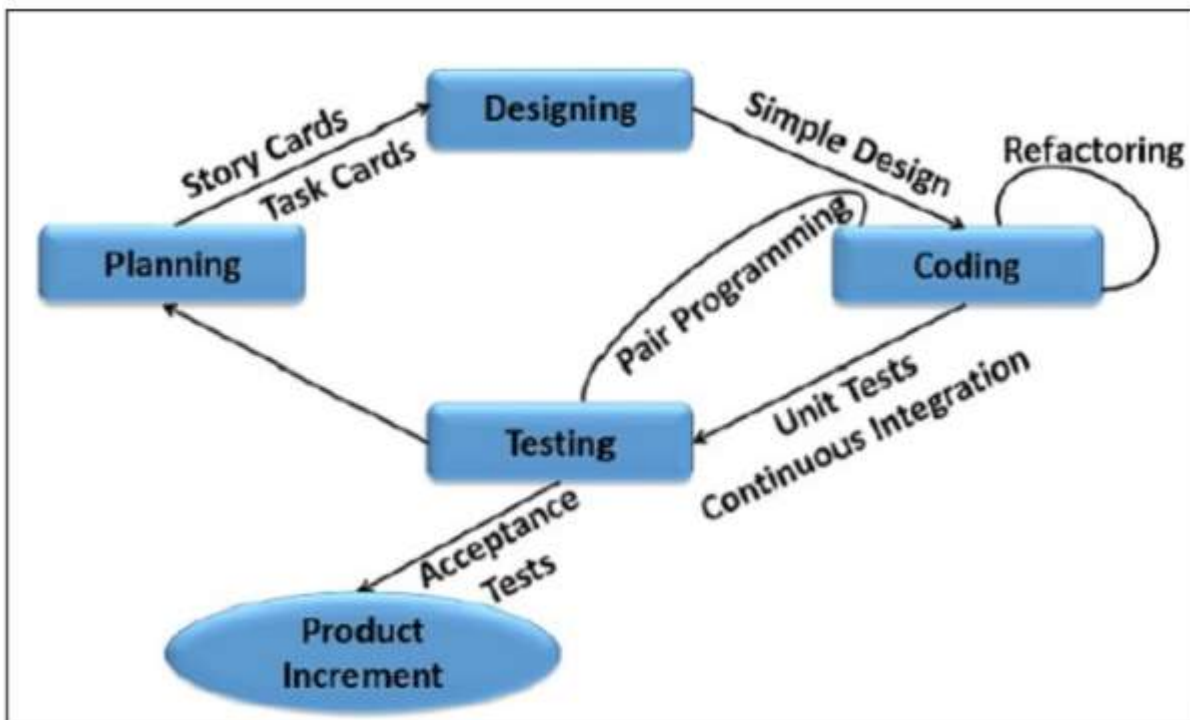 Designing
Story Cards
Task Cards
Simple Design
Refactoring
Planning
Coding
Pair Programming
Unit Tests
Continuous Integration
Testing
Acceptance
Tests
Product
Increment